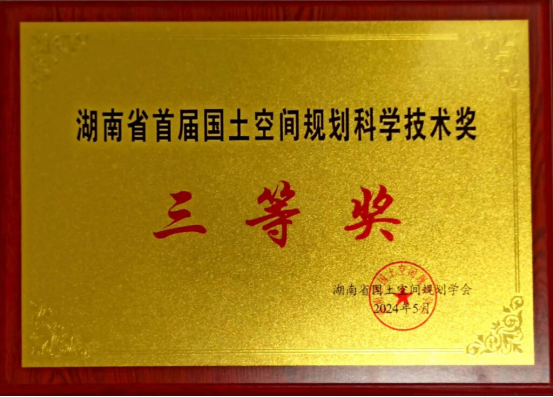 湖南省首届国土空间规划科学技术奖
三等奖
湖南省国土空间规划学会
2024年5月